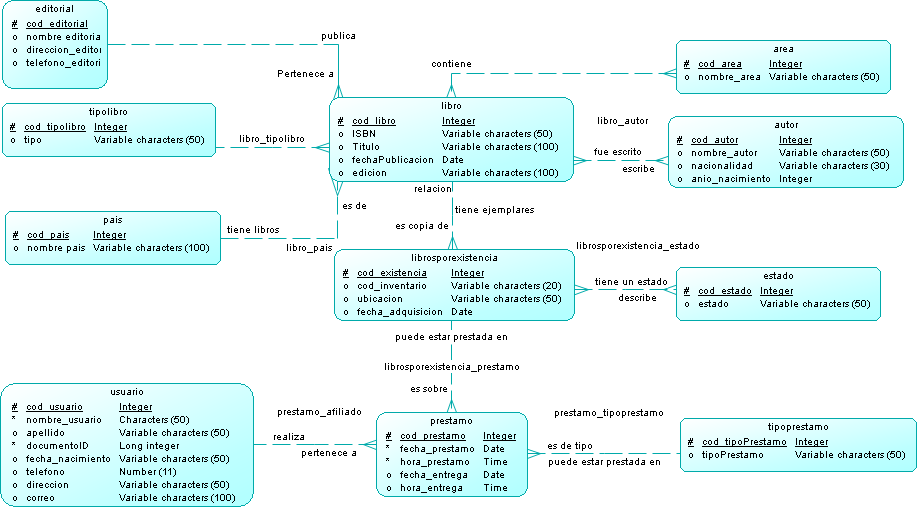 editorial
# cod_editorial
o nombre editoria
o direccion_editor
o telefono_editori
publica
Pertenece a
contiene
area
# cod_area Integer
o nombre_area Variable characters (50)
tipolibro
# cod_tipolibro Integer
o tipo Variable characters (50)
libro_tipolibro
libro
# cod_libro Integer
o ISBN Variable characters (50)
o Titulo Variable characters (100)
o fechaPublicacion Date
o edicion Variable characters (100)
libro_autor
fue escrito
escribe
autor
# cod_autor Integer
o nombre_autor Variable characters (50)
o nacionalidad Variable characters (30)
o anio_nacimiento Integer
relacion
es de
tiene ejemplares
es copia de
pais
# cod_pais Integer
o nombre pais Variable characters (100)
tiene libros
libro_pais
librosporexistencia_estado
librosporexistencia
# cod_existencia Integer
o cod_inventario Variable characters (20)
o ubicacion Variable characters (50)
o fecha_adquisicion Date
tiene un estado
describe
estado
# cod_estado Integer
o estado Variable characters (50)
puede estar prestada en
librosporexistencia_prestamo
es sobre
usuario
# cod_usuario Integer
* nombre_usuario Characters (50)
o apellido Variable characters (50)
* documentoID Long integer
o fecha_nacimiento Variable characters (50)
o telefono Number (11)
o direccion Variable characters (50)
o correo Variable characters (100)
prestamo_afiliado
realiza
pertenece a
prestamo
# cod_prestamo Integer
* fecha_prestamo Date
* hora_prestamo Time
o fecha_entrega Date
o hora_entrega Time
prestamo_tipoprestamo
es de tipo
puede estar prestada en
tipoprestamo
# cod_tipoPrestamo Integer
o tipoPrestamo Variable characters (50)